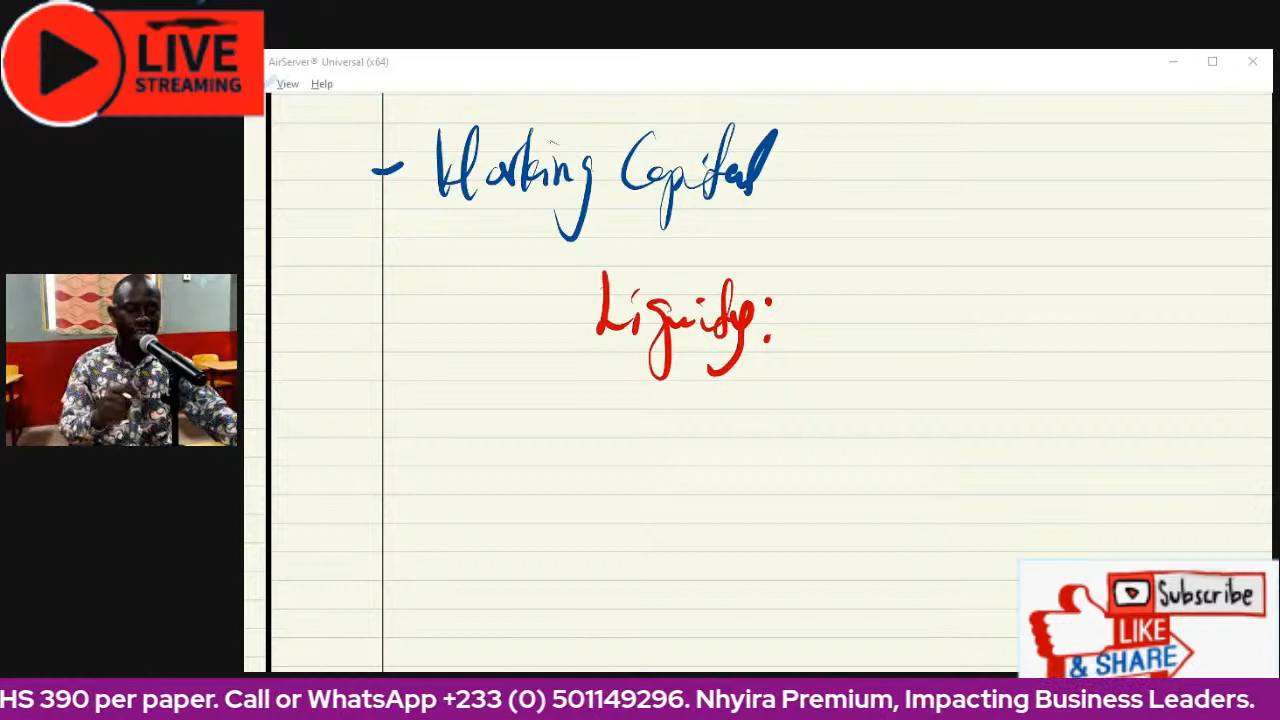 LIVE
STREAMING
AirServer® Universal (x64)
View Help
- Working Capital
Liquidity:
Subscribe
LIKE
& SHARE
HS 390 per paper. Call or WhatsApp +233 (0) 501149296. Nhyira Premium, Impacting Business Leaders.